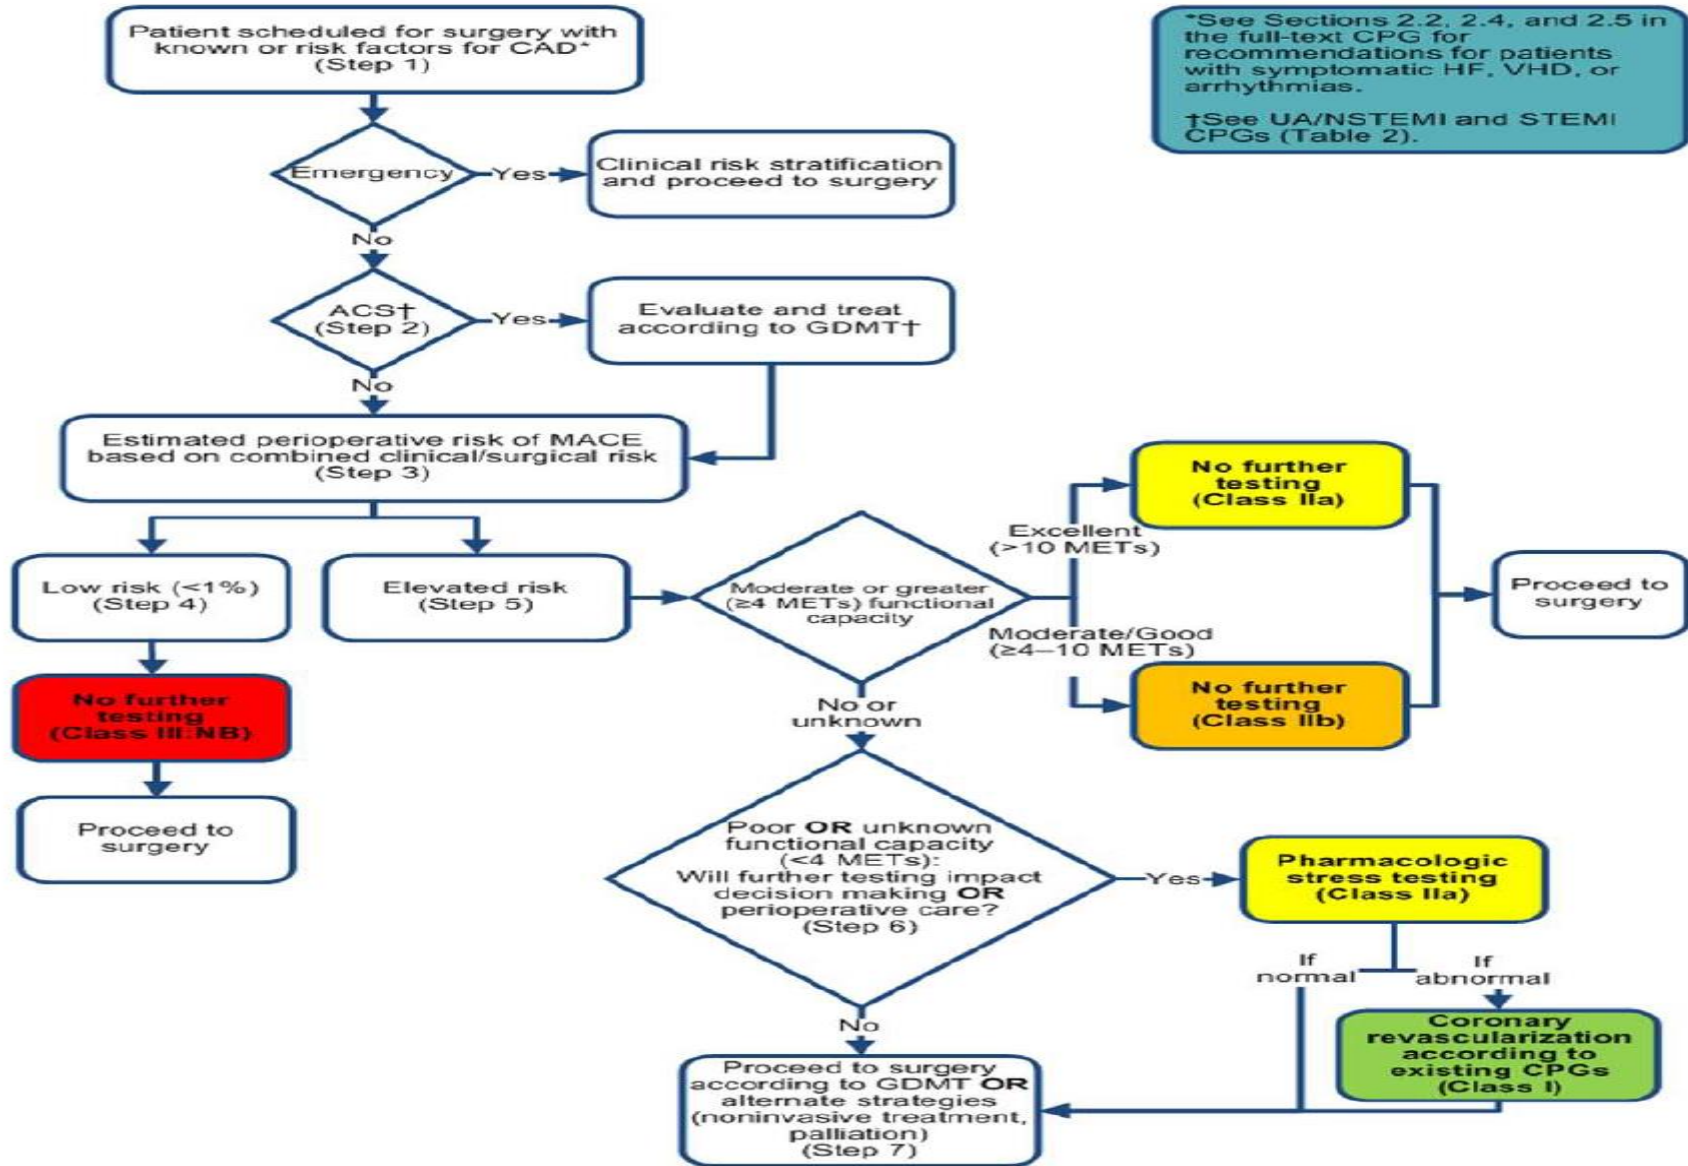 Patient scheduled for surgery with
known or risk factors for CAD*
(Step 1)
*See Sections 2.2, 2.4, and 2.5 in
the full-text CPG for
recommendations for patients
with symptomatic HF, VHD, or
arrhythmias.
†See UA/NSTEMI and STEMI
CPGs (Table 2).
Emergency
Yes
Clinical risk stratification
and proceed to surgery
No
ACS†
(Step 2)
Yes
Evaluate and treat
according to GDMT†
No
Estimated perioperative risk of MACE
based on combined clinical/surgical risk
(Step 3)
Low risk (<1%)
(Step 4)
Elevated risk
(Step 5)
Moderate or greater
(≥4 METs) functional
capacity
Excellent
(>10 METs)
No further
testing
(Class IIa)
Moderate/Good
(≥4–10 METs)
No further
testing
(Class IIb)
Proceed to
surgery
No further
testing
(Class III:NB)
Proceed to
surgery
No or
unknown
Poor OR unknown
functional capacity
(<4 METs):
Will further testing impact
decision making OR
perioperative care?
(Step 6)
Yes
Pharmacologic
stress testing
(Class IIa)
If
normal
If
abnormal
Coronary
revascularization
according to
existing CPGs
(Class I)
No
Proceed to surgery
according to GDMT OR
alternate strategies
(noninvasive treatment,
palliation)
(Step 7)